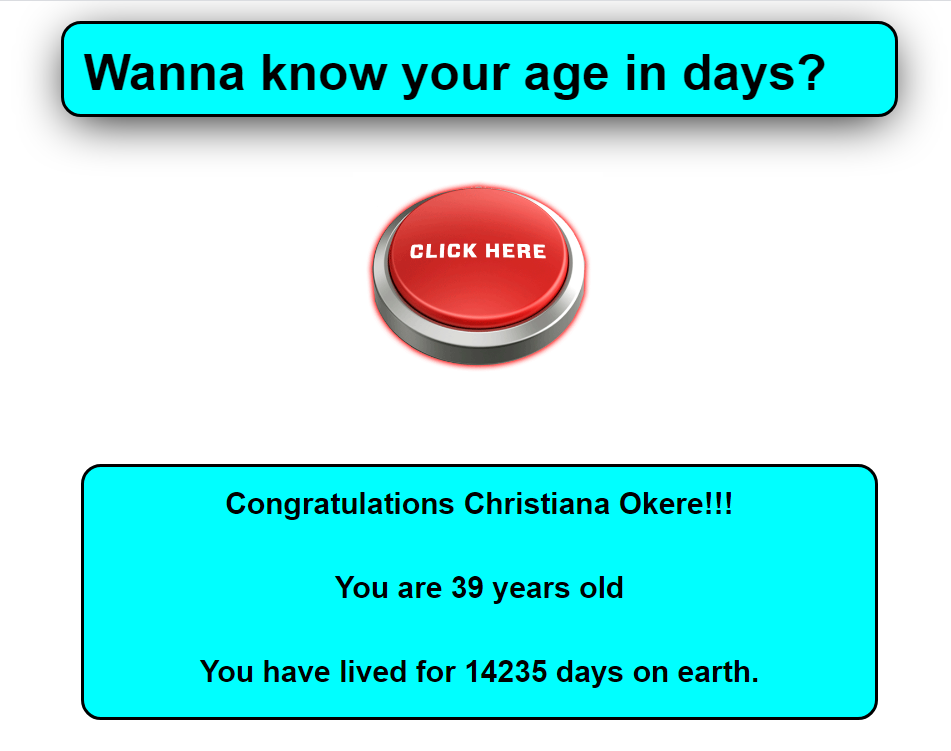 Wanna know your age in days?
CLICK HERE
Congratulations Christiana Okere!!!
You are 39 years old
You have lived for 14235 days on earth.